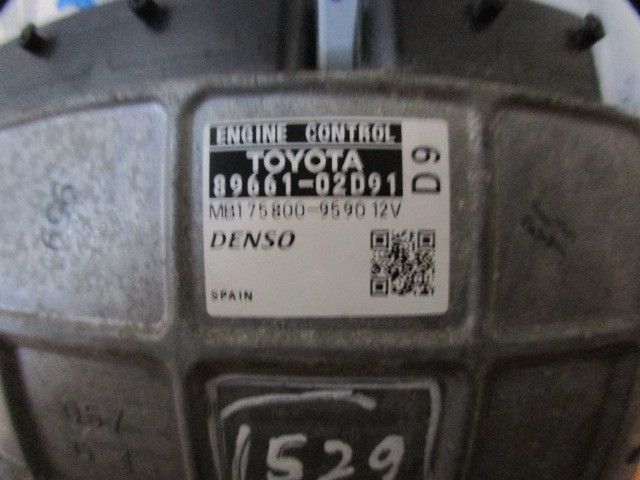 ENGINE CONTROL
TOYOTA
89661-02D91
D9
MB175800-9590 12V
DENSO
SPAIN
1529